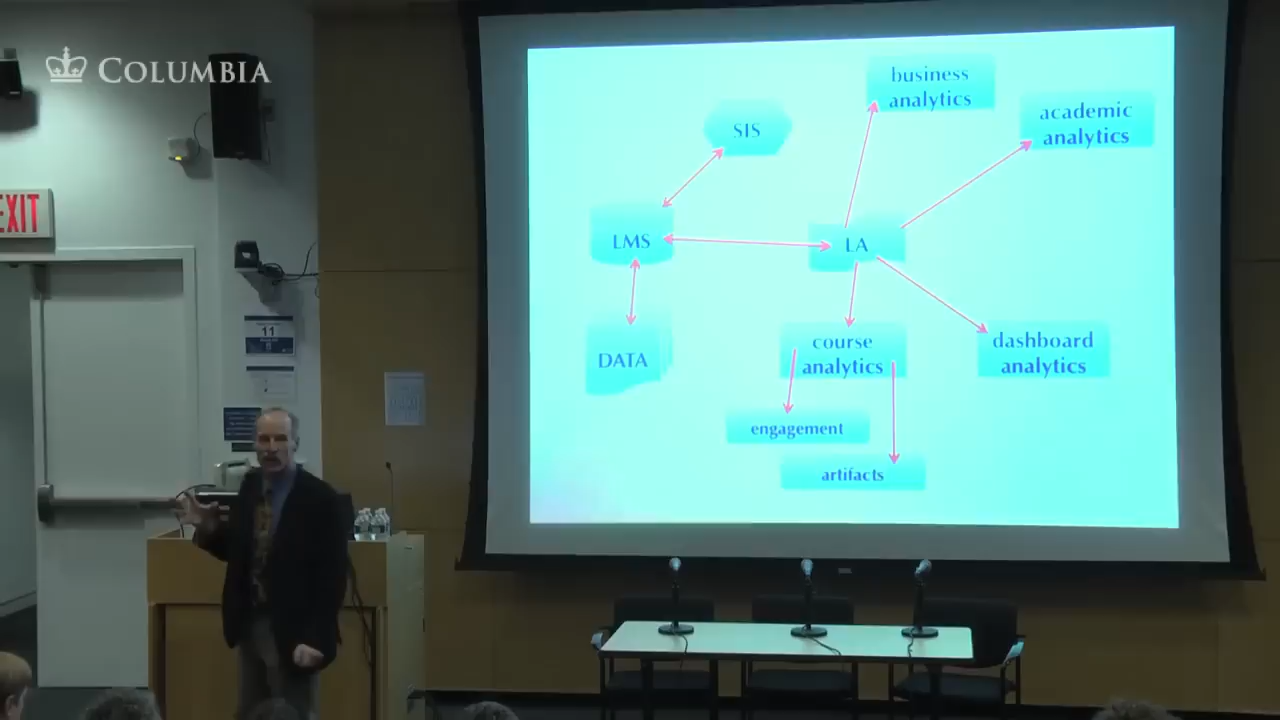 COLUMBIA
EXIT
11
business
analytics
academic
analytics
SIS
LMS
LA
DATA
course
analytics
dashboard
analytics
engagement
artifacts